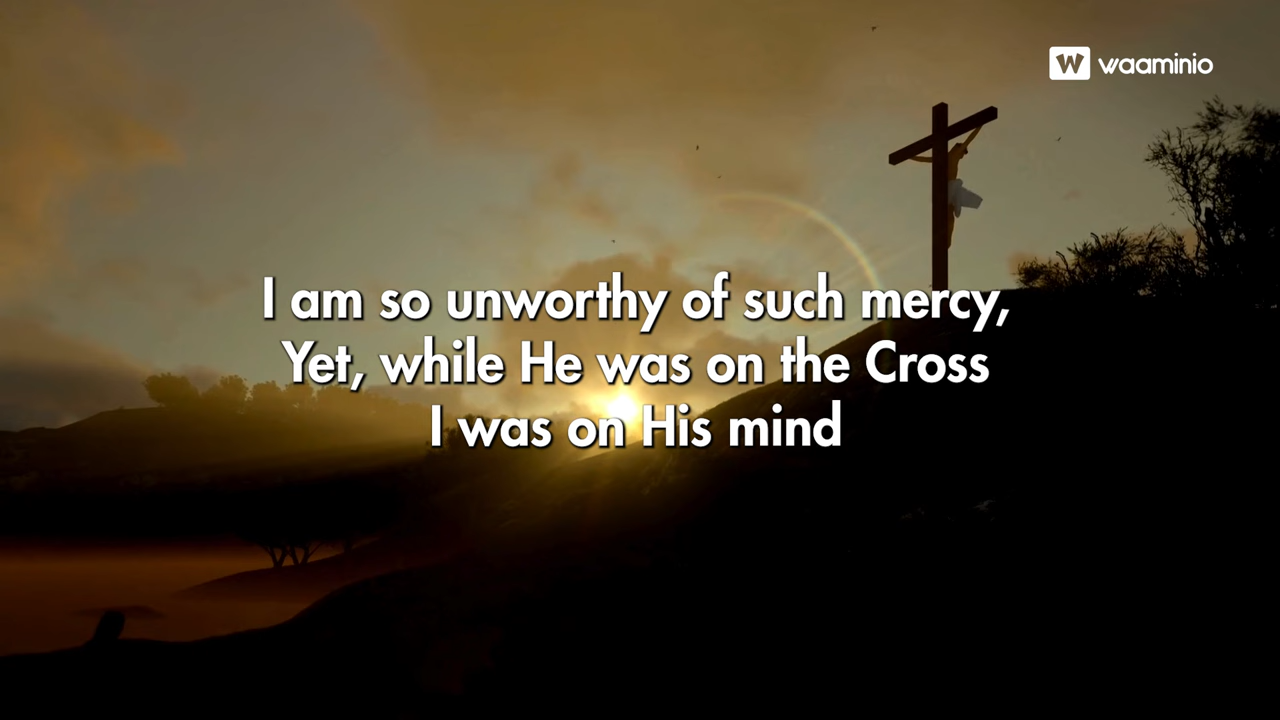 W waaminio
I am so unworthy of such mercy,
Yet, while He was on the Cross
I was on His mind